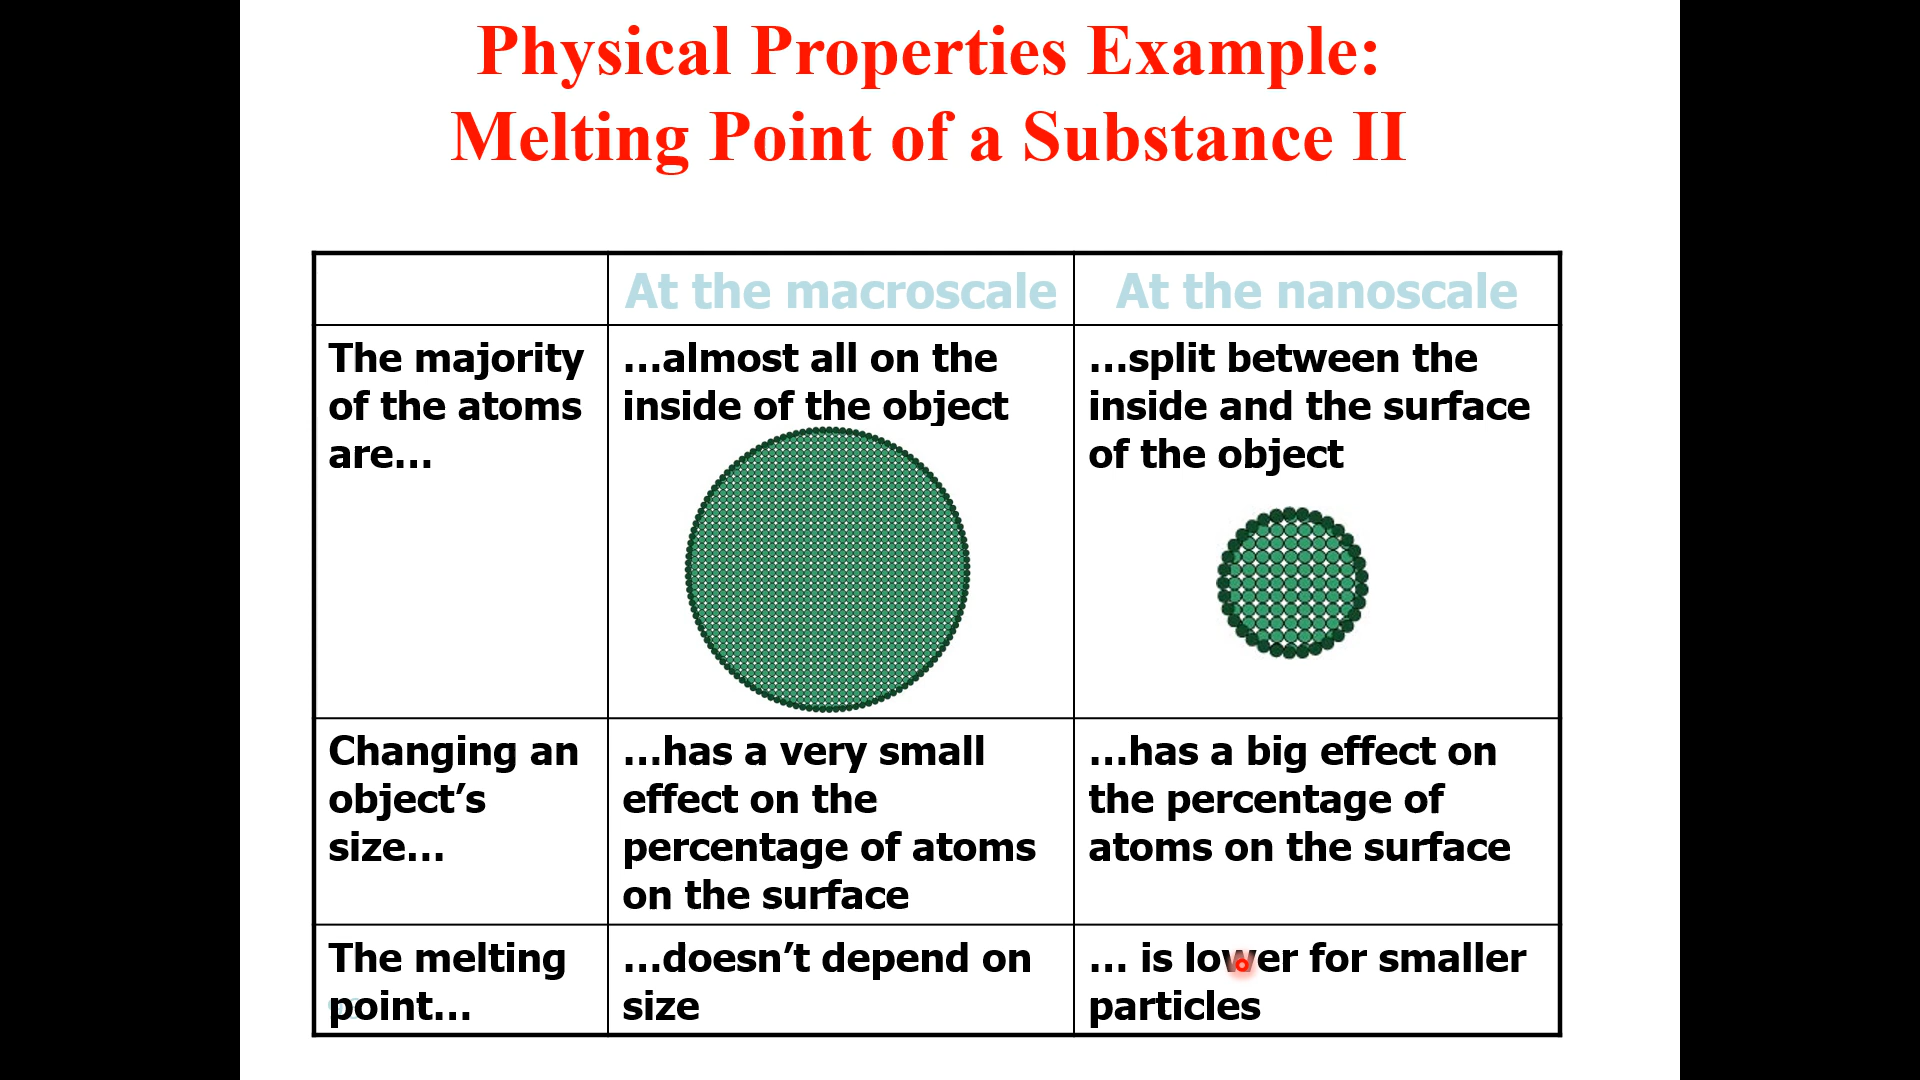 Physical Properties Example:
Melting Point of a Substance II
At the macroscale
At the nanoscale
The majority
of the atoms
are...
...almost all on the
inside of the object
...split between the
inside and the surface
of the object
Changing an
object’s
size...
...has a very small
effect on the
percentage of atoms
on the surface
...has a big effect on
the percentage of
atoms on the surface
The melting
point...
...doesn’t depend on
size
... is lower for smaller
particles